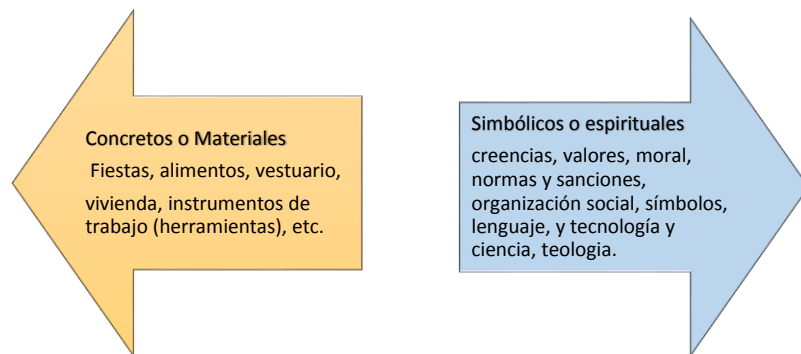 Concretos o Materiales
Fiestas, alimentos, vestuario,
vivienda, instrumentos de
trabajo (herramientas), etc.
Simbólicos o espirituales
creencias, valores, moral,
normas y sanciones,
organización social, símbolos,
lenguaje, y tecnología y
ciencia, teologia.